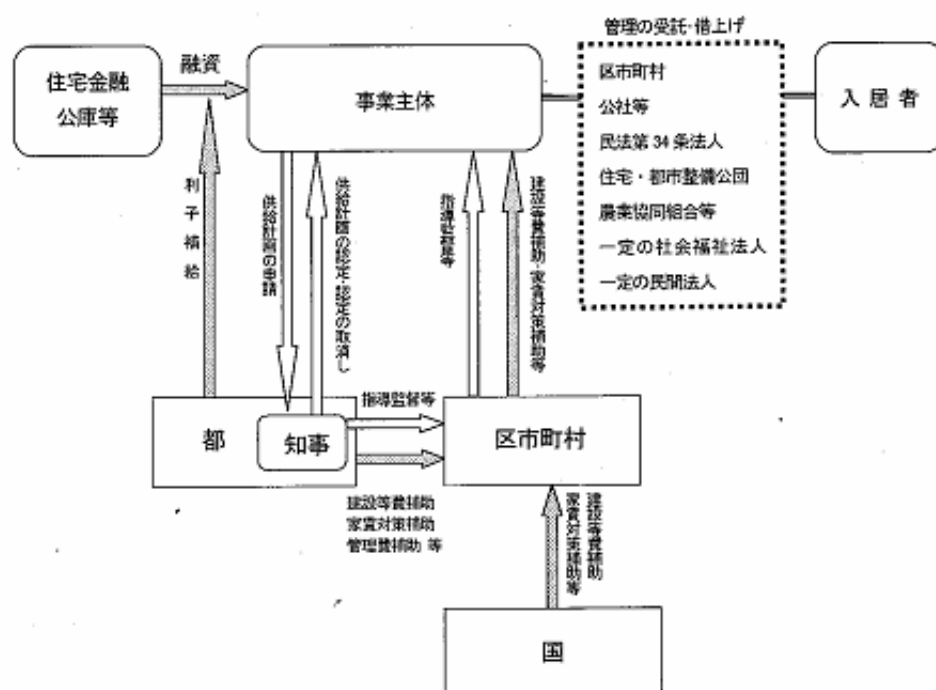 管理の受託・借上げ
住宅金融
公庫等
融資
事業主体
区市町村
公社等
民法第34条法人
住宅・都市整備公団
農業協同組合等
一定の社会福祉法人
一定の民間法人
入居者
利子補給
供給計画の申請
供給計画の認定・認定の取消し
指導監督等
建設等費補助・家賃対策補助等
都
知事
指導監督等
区市町村
建設等費補助
家賃対策補助
管理費補助 等
建設等費補助
家賃対策補助等
国